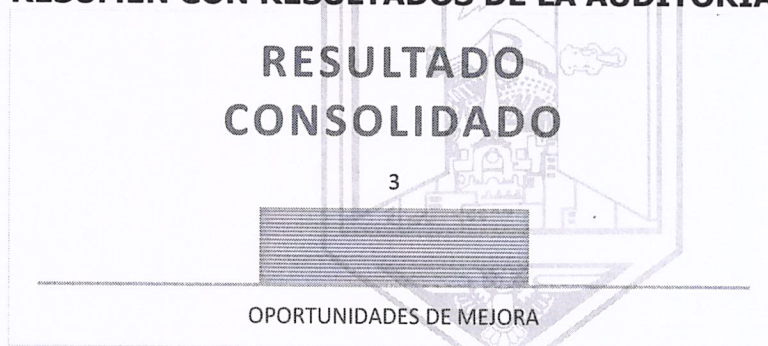 RESUMEN CON RESULTADOS DE LA AUDITORIA
RESULTADO
CONSOLIDADO
3
OPORTUNIDADES DE MEJORA